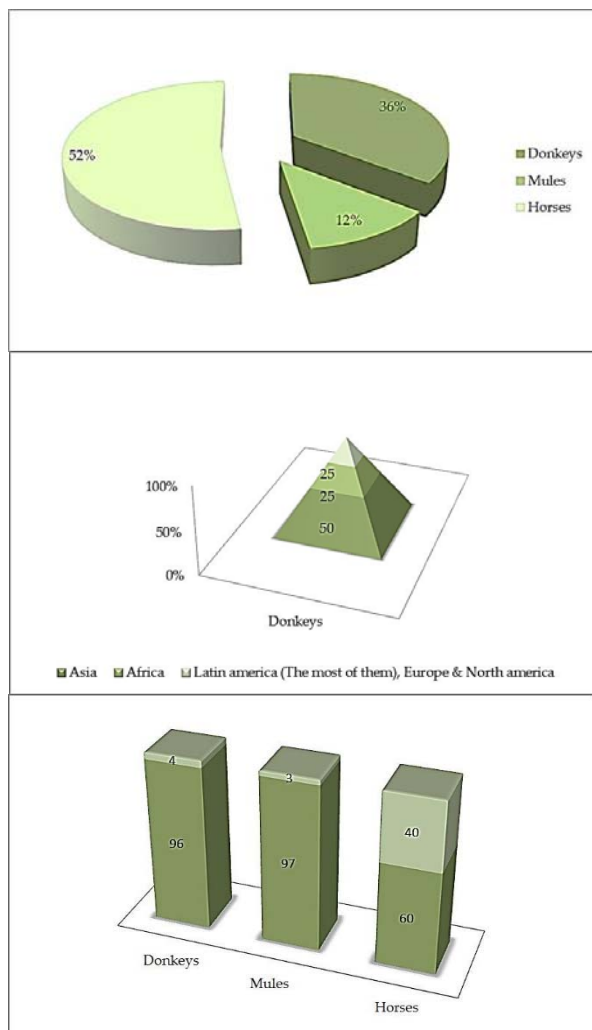 36%
52%
12%
Donkeys
Mules
Horses
100%
50%
0%
25
25
50
Donkeys
Asia Africa Latin america (The most of them), Europe & North america
4
3
96
97
40
60
Donkeys
Mules
Horses